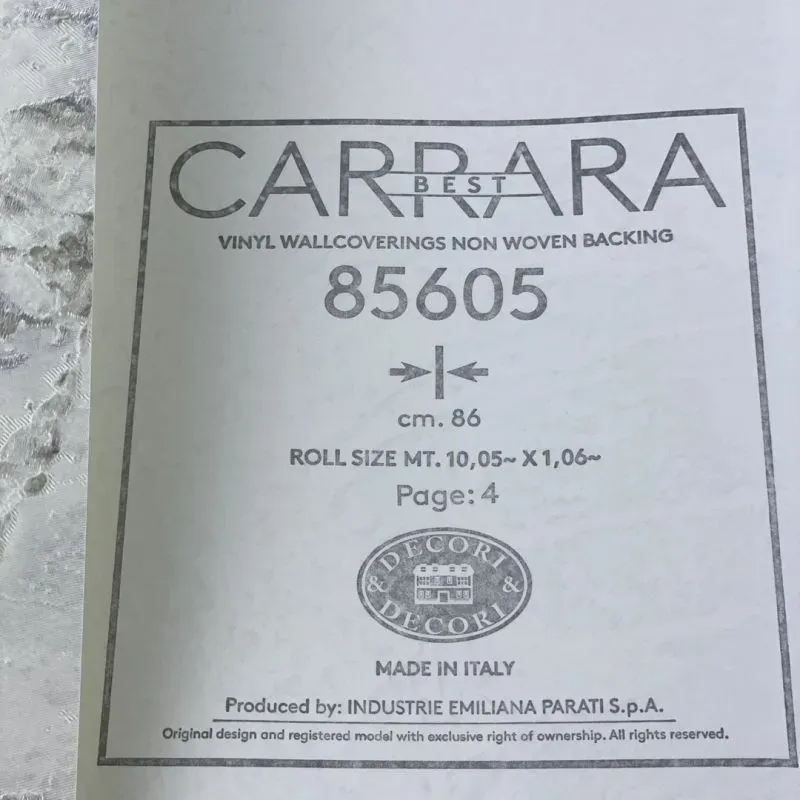 CARRARA
BEST
VINYL WALLCOVERINGS NON WOVEN BACKING
85605
cm. 86
ROLL SIZE MT. 10,05~ X 1,06~
Page: 4
DECORI
& &
DECORI
MADE IN ITALY
Produced by: INDUSTRIE EMILIANA PARATI S.p.A.
Original design and registered model with exclusive right of ownership. All rights reserved.